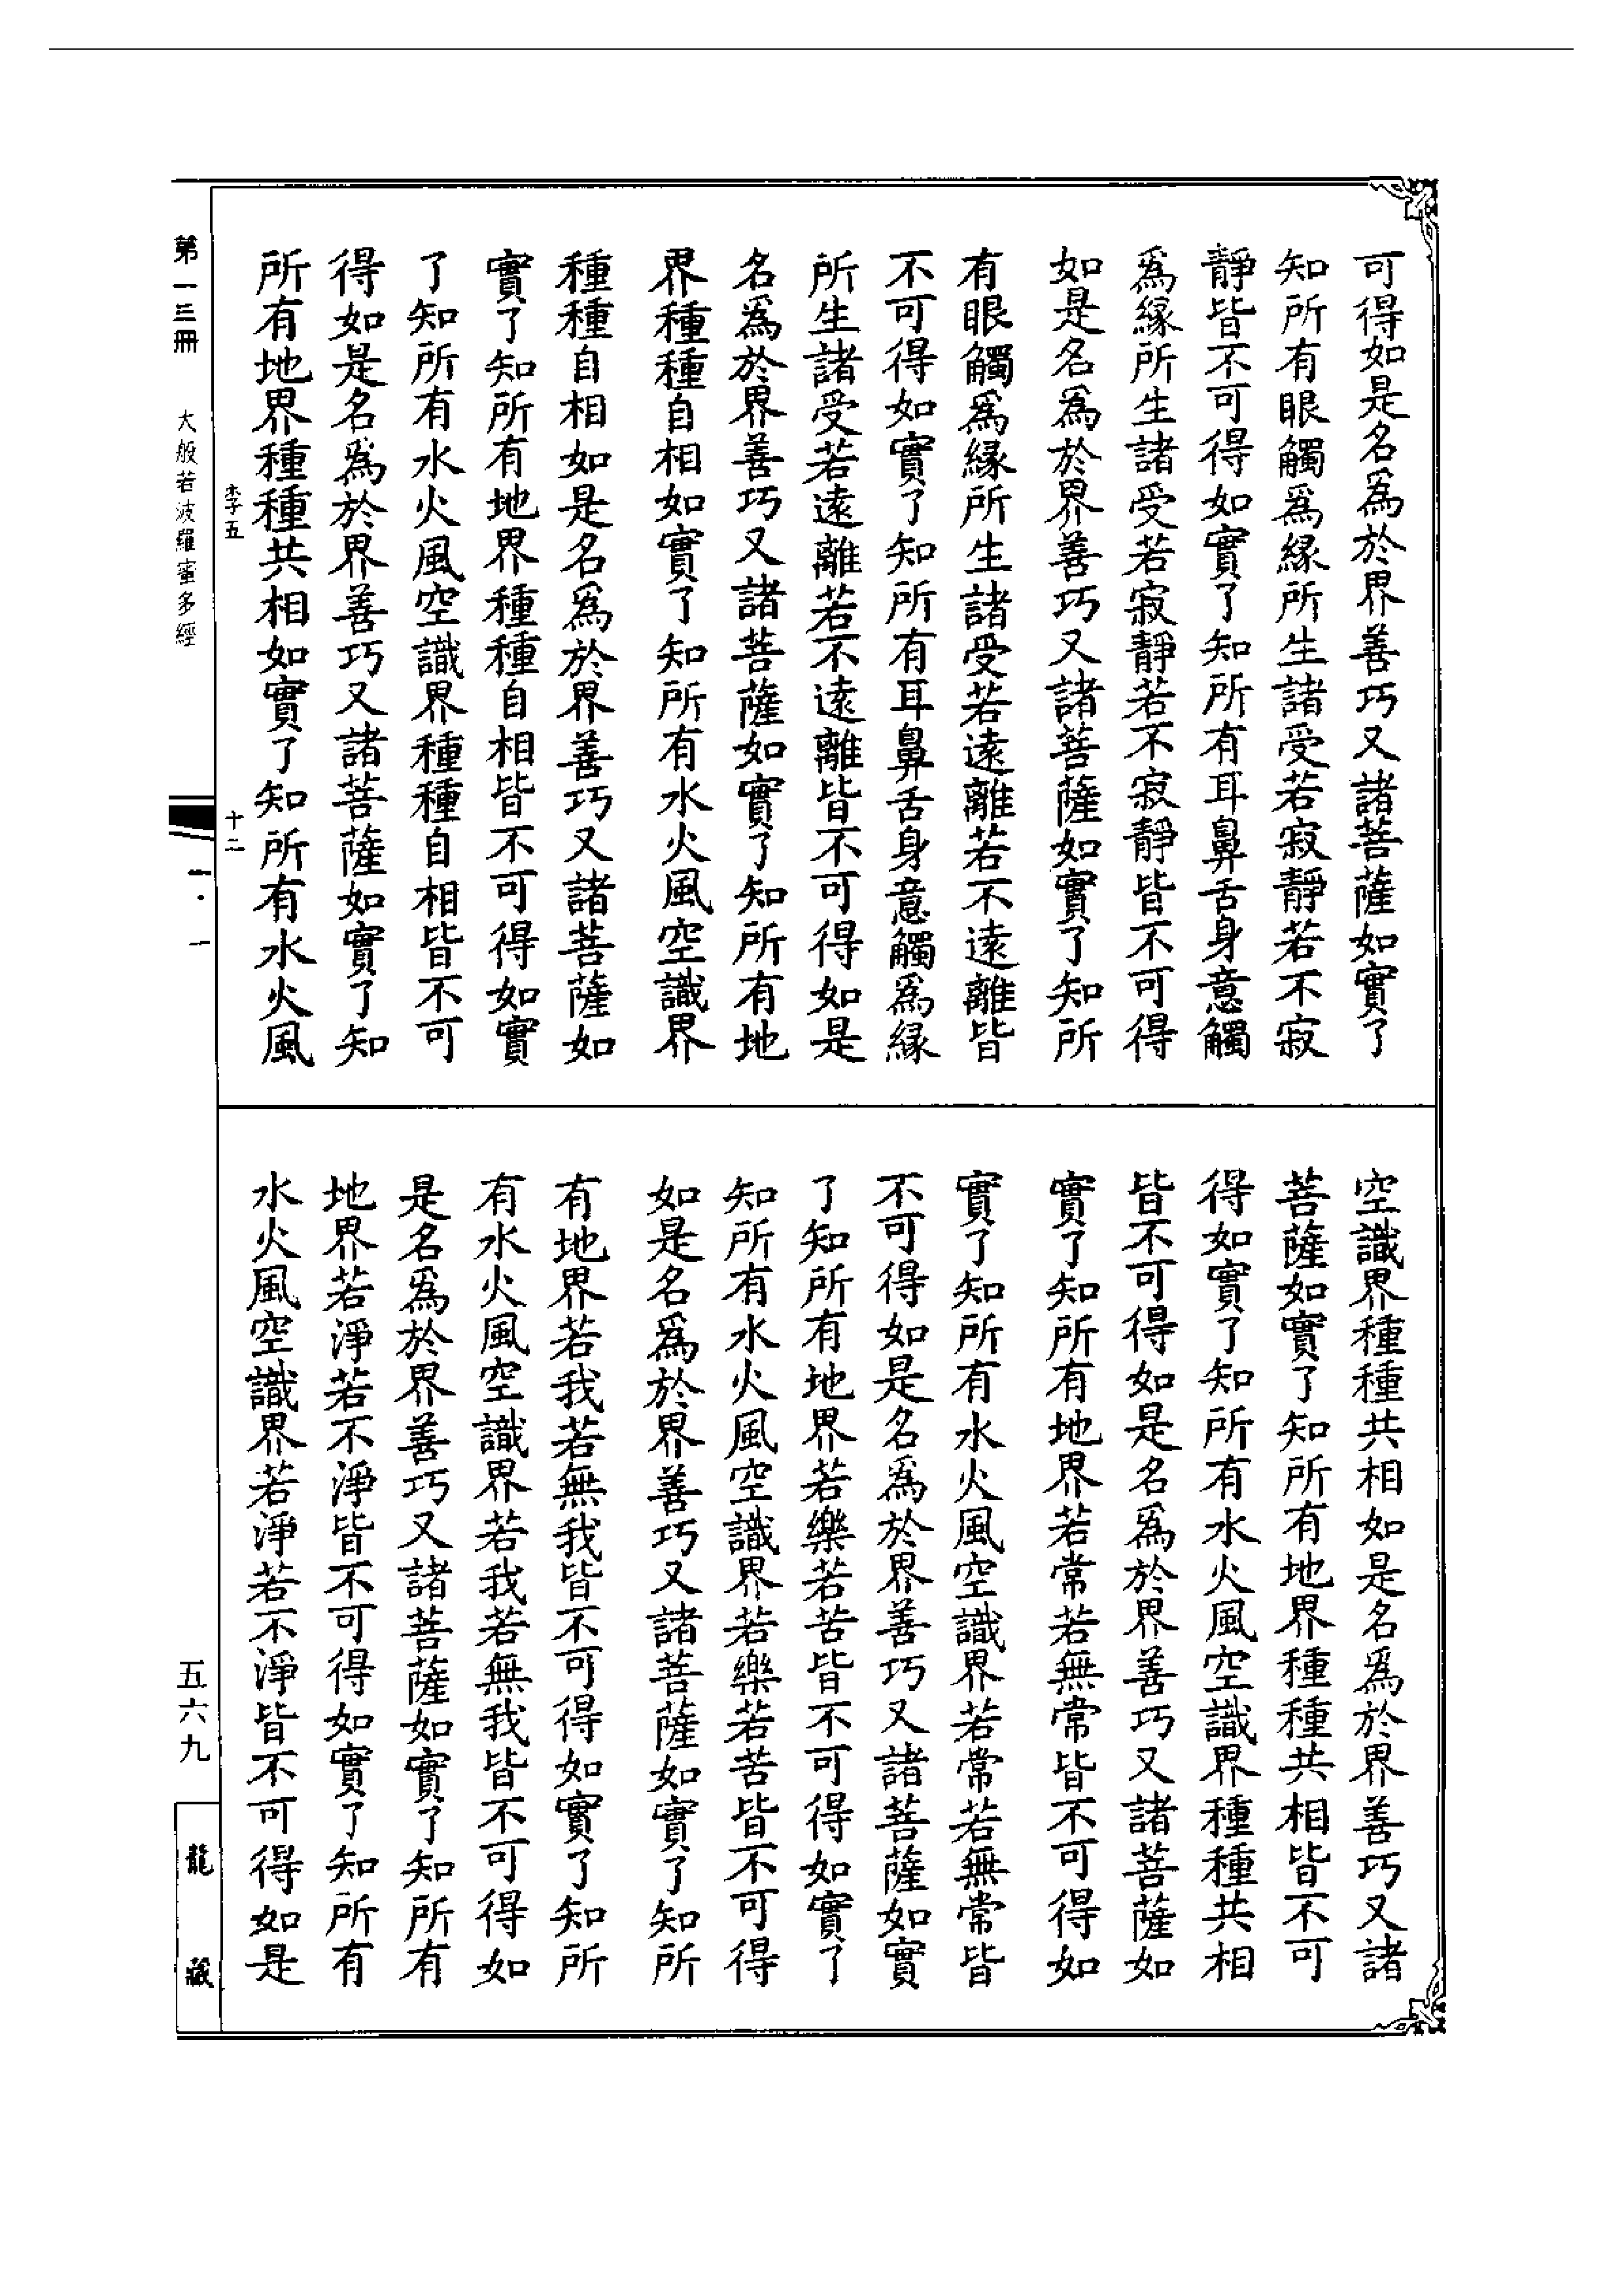 可得如是名為於界善巧又諸菩薩如實了
知所有眼觸為緣所生諸受若寂靜若不寂
靜皆不可得如實了知所有耳鼻舌身意觸
為緣所生諸受若寂靜若不寂靜皆不可得
如是名為於界善巧又諸菩薩如實了知所
有眼觸為緣所生諸受若遠離若不遠離皆
不可得如實了知所有耳鼻舌身意觸為緣
所生諸受若遠離若不遠離皆不可得如是
名為於界善巧又諸菩薩如實了知所有地
界種種自相如實了知所有水火風空識界
種種自相如是名為於界善巧又諸菩薩如
實了知所有地界種種自相皆不可得如實
了知所有水火風空識界種種自相皆不可
得如是名為於界善巧又諸菩薩如實了知
所有地界種種共相如實了知所有水火風
空識界種種共相如是名為於界善巧又諸
菩薩如實了知所有地界種種共相皆不可
得如實了知所有水火風空識界種種共相
皆不可得如是名為於界善巧又諸菩薩如
實了知所有地界若常若無常皆不可得如
實了知所有水火風空識界若常若無常皆
不可得如是名為於界善巧又諸菩薩如實
了知所有地界若樂若苦皆不可得如實了
知所有水火風空識界若樂若苦皆不可得
如是名為於界善巧又諸菩薩如實了知所
有地界若我若無我皆不可得如實了知所
有水火風空識界若我若無我皆不可得如
是名為於界善巧又諸菩薩如實了知所有
地界若淨若不淨皆不可得如實了知所有
水火風空識界若淨若不淨皆不可得如是
李五 十二
第一三冊 大般若波羅蜜多經 一·一
五六九
龍藏